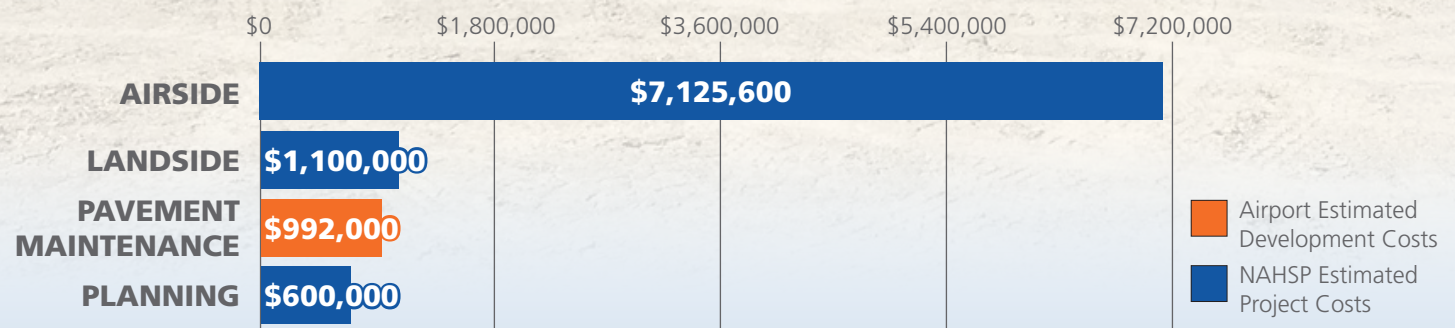 $0 $1,800,000 $3,600,000 $5,400,000 $7,200,000
AIRSIDE $7,125,600
LANDSIDE $1,100,000
PAVEMENT
MAINTENANCE $992,000
PLANNING $600,000
Airport Estimated
Development Costs
NAHSP Estimated
Project Costs